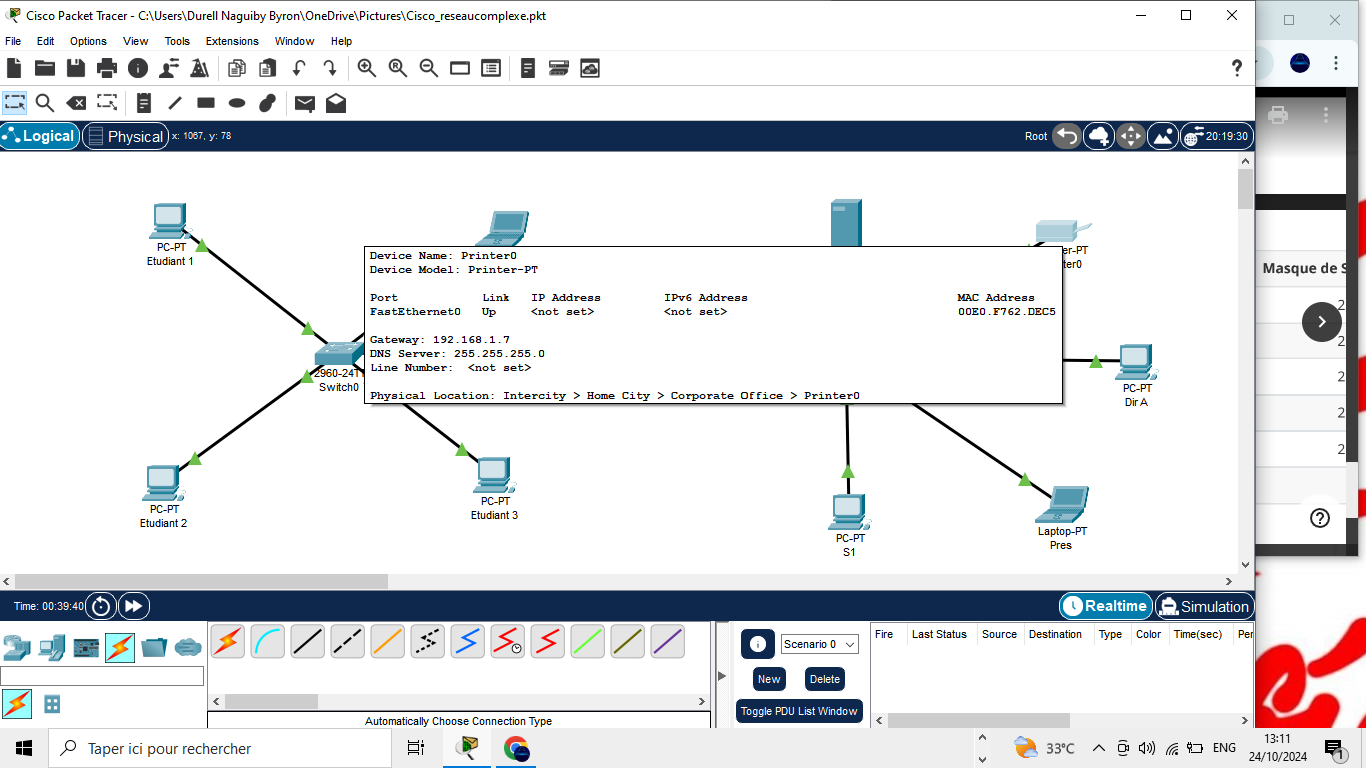 Cisco Packet Tracer - C:\Users\Durell Naguiby Byron\OneDrive\Pictures\Cisco_reseaucomplexe.pkt
File Edit Options View Tools Extensions Window Help
Logical Physical x: 1067, y: 78 Root 20:19:30
PC-PT
Etudiant 1
er-PT
ter0
Device Name: Printer0
Device Model: Printer-PT
Port Link IP Address IPv6 Address MAC Address
FastEthernet0 Up <not set> <not set> 00E0.F762.DEC5
Gateway: 192.168.1.7
DNS Server: 255.255.255.0
Line Number: <not set>
Physical Location: Intercity > Home City > Corporate Office > Printer0
Masque de S
2
2
2
2
2
2960-24T
Switch0
PC-PT
Dir A
PC-PT
Etudiant 2
PC-PT
Etudiant 3
PC-PT
S1
Laptop-PT
Pres
Time: 00:39:40 Realtime Simulation
Scenario 0
New Delete
Toggle PDU List Window
Fire Last Status Source Destination Type Color Time(sec) Per
Automatically Choose Connection Type
Taper ici pour rechercher
33°C ENG
13:11
24/10/2024
1